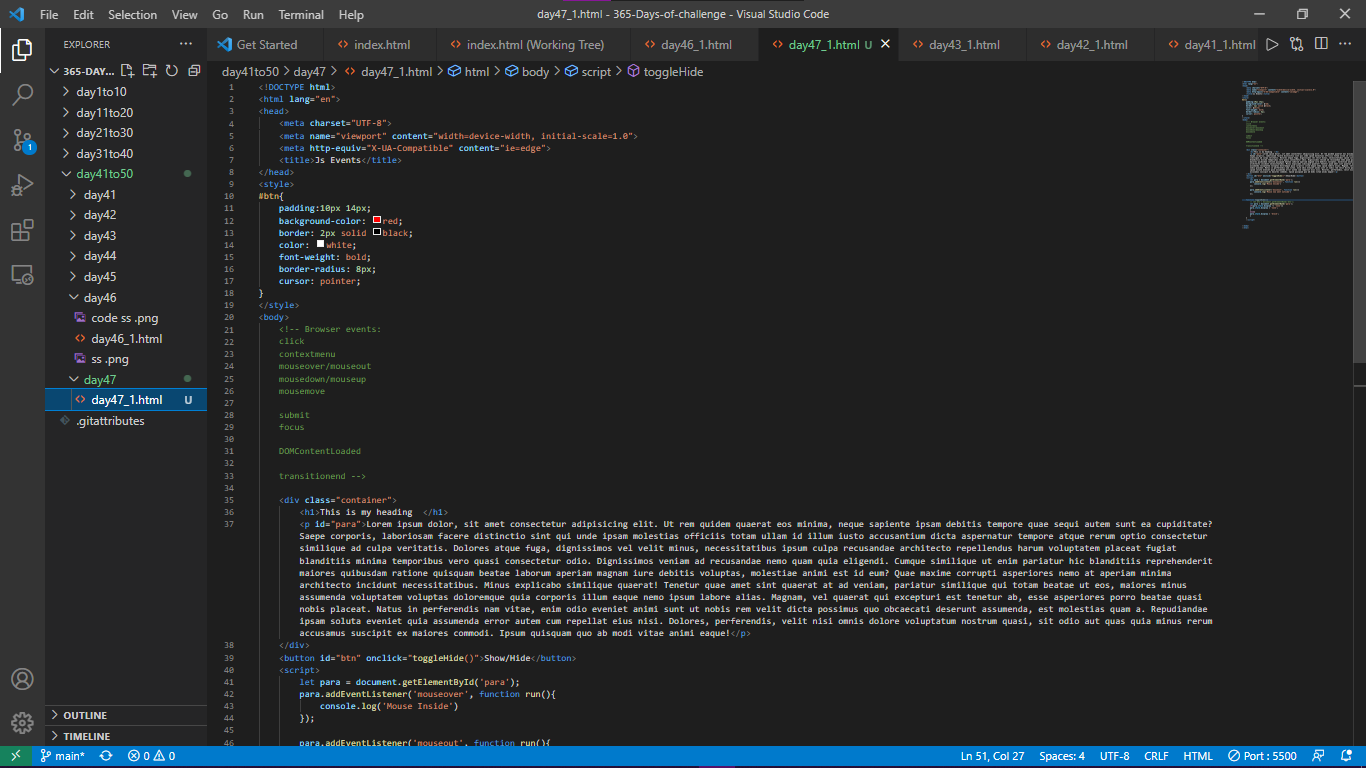 File Edit Selection View Go Run Terminal Help
day47_1.html - 365-Days-of-challenge - Visual Studio Code
EXPLORER
Get Started
index.html
index.html (Working Tree)
day46_1.html
day47_1.html U
day43_1.html
day42_1.html
day41_1.html
365-DAY...
day1to10
day11to20
day21to30
day31to40
day41to50
day41
day42
day43
day44
day45
day46
code ss .png
day46_1.html
ss .png
day47
day47_1.html U
.gitattributes
OUTLINE
TIMELINE
1
day41to50 > day47 > day47_1.html > html > body > script > toggleHide
1 <!DOCTYPE html>
2 <html lang="en">
3 <head>
4 <meta charset="UTF-8">
5 <meta name="viewport" content="width=device-width, initial-scale=1.0">
6 <meta http-equiv="X-UA-Compatible" content="ie=edge">
7 <title>Js Events</title>
8 </head>
9 <style>
10 #btn{
11 padding:10px 14px;
12 background-color: red;
13 border: 2px solid black;
14 color: white;
15 font-weight: bold;
16 border-radius: 8px;
17 cursor: pointer;
18 }
19 </style>
20 <body>
21 <!-- Browser events:
22 click
23 contextmenu
24 mouseover/mouseout
25 mousedown/mouseup
26 mousemove
27
28 submit
29 focus
30
31 DOMContentLoaded
32
33 transitionend -->
34
35 <div class="container">
36 <h1>This is my heading  </h1>
37 <p id="para">Lorem ipsum dolor, sit amet consectetur adipisicing elit. Ut rem quidem quaerat eos minima, neque sapiente ipsam debitis tempore quae sequi autem sunt ea cupiditate?
Saepe corporis, laboriosam facere distinctio sint qui unde ipsam molestias officiis totam ullam id illum iusto accusantium dicta aspernatur tempore atque rerum optio consectetur
similique ad culpa veritatis. Dolores atque fuga, dignissimos vel velit minus, necessitatibus ipsum culpa recusandae architecto repellendus harum voluptatem placeat fugiat
blanditiis minima temporibus vero quasi consectetur odio. Dignissimos veniam ad recusandae nemo quam quia eligendi. Cumque similique ut enim pariatur hic blanditiis reprehenderit
maiores quibusdam ratione quisquam beatae laborum aperiam magnam iure debitis voluptas, molestiae animi est id eum? Quae maxime corrupti asperiores nemo at aperiam minima
architecto incidunt necessitatibus. Minus explicabo similique quaerat! Tenetur quae amet sint quaerat at ad veniam, pariatur similique qui totam beatae ut eos, maiores minus
assumenda voluptatem voluptas doloremque quia corporis illum eaque nemo ipsum labore alias. Magnam, vel quaerat qui excepturi est tenetur ab, esse asperiores porro beatae quasi
nobis placeat. Natus in perferendis nam vitae, enim odio eveniet animi sunt ut nobis rem velit dicta possimus quo obcaecati deserunt assumenda, est molestias quam a. Repudiandae
ipsam soluta eveniet quia assumenda error autem cum repellat eius nisi. Dolores, perferendis, velit nisi omnis dolore voluptatum nostrum quasi, sit odio aut quas quia minus rerum
accusamus suscipit ex maiores commodi. Ipsum quisquam quo ab modi vitae animi eaque!</p>
38 </div>
39 <button id="btn" onclick="toggleHide()">Show/Hide</button>
40 <script>
41 let para = document.getElementById('para');
42 para.addEventListener('mouseover', function run(){
43 console.log('Mouse Inside')
44 });
45
46 para.addEventListener('mouseout', function run(){
main* 0 0 Ln 51, Col 27 Spaces: 4 UTF-8 CRLF HTML Port : 5500